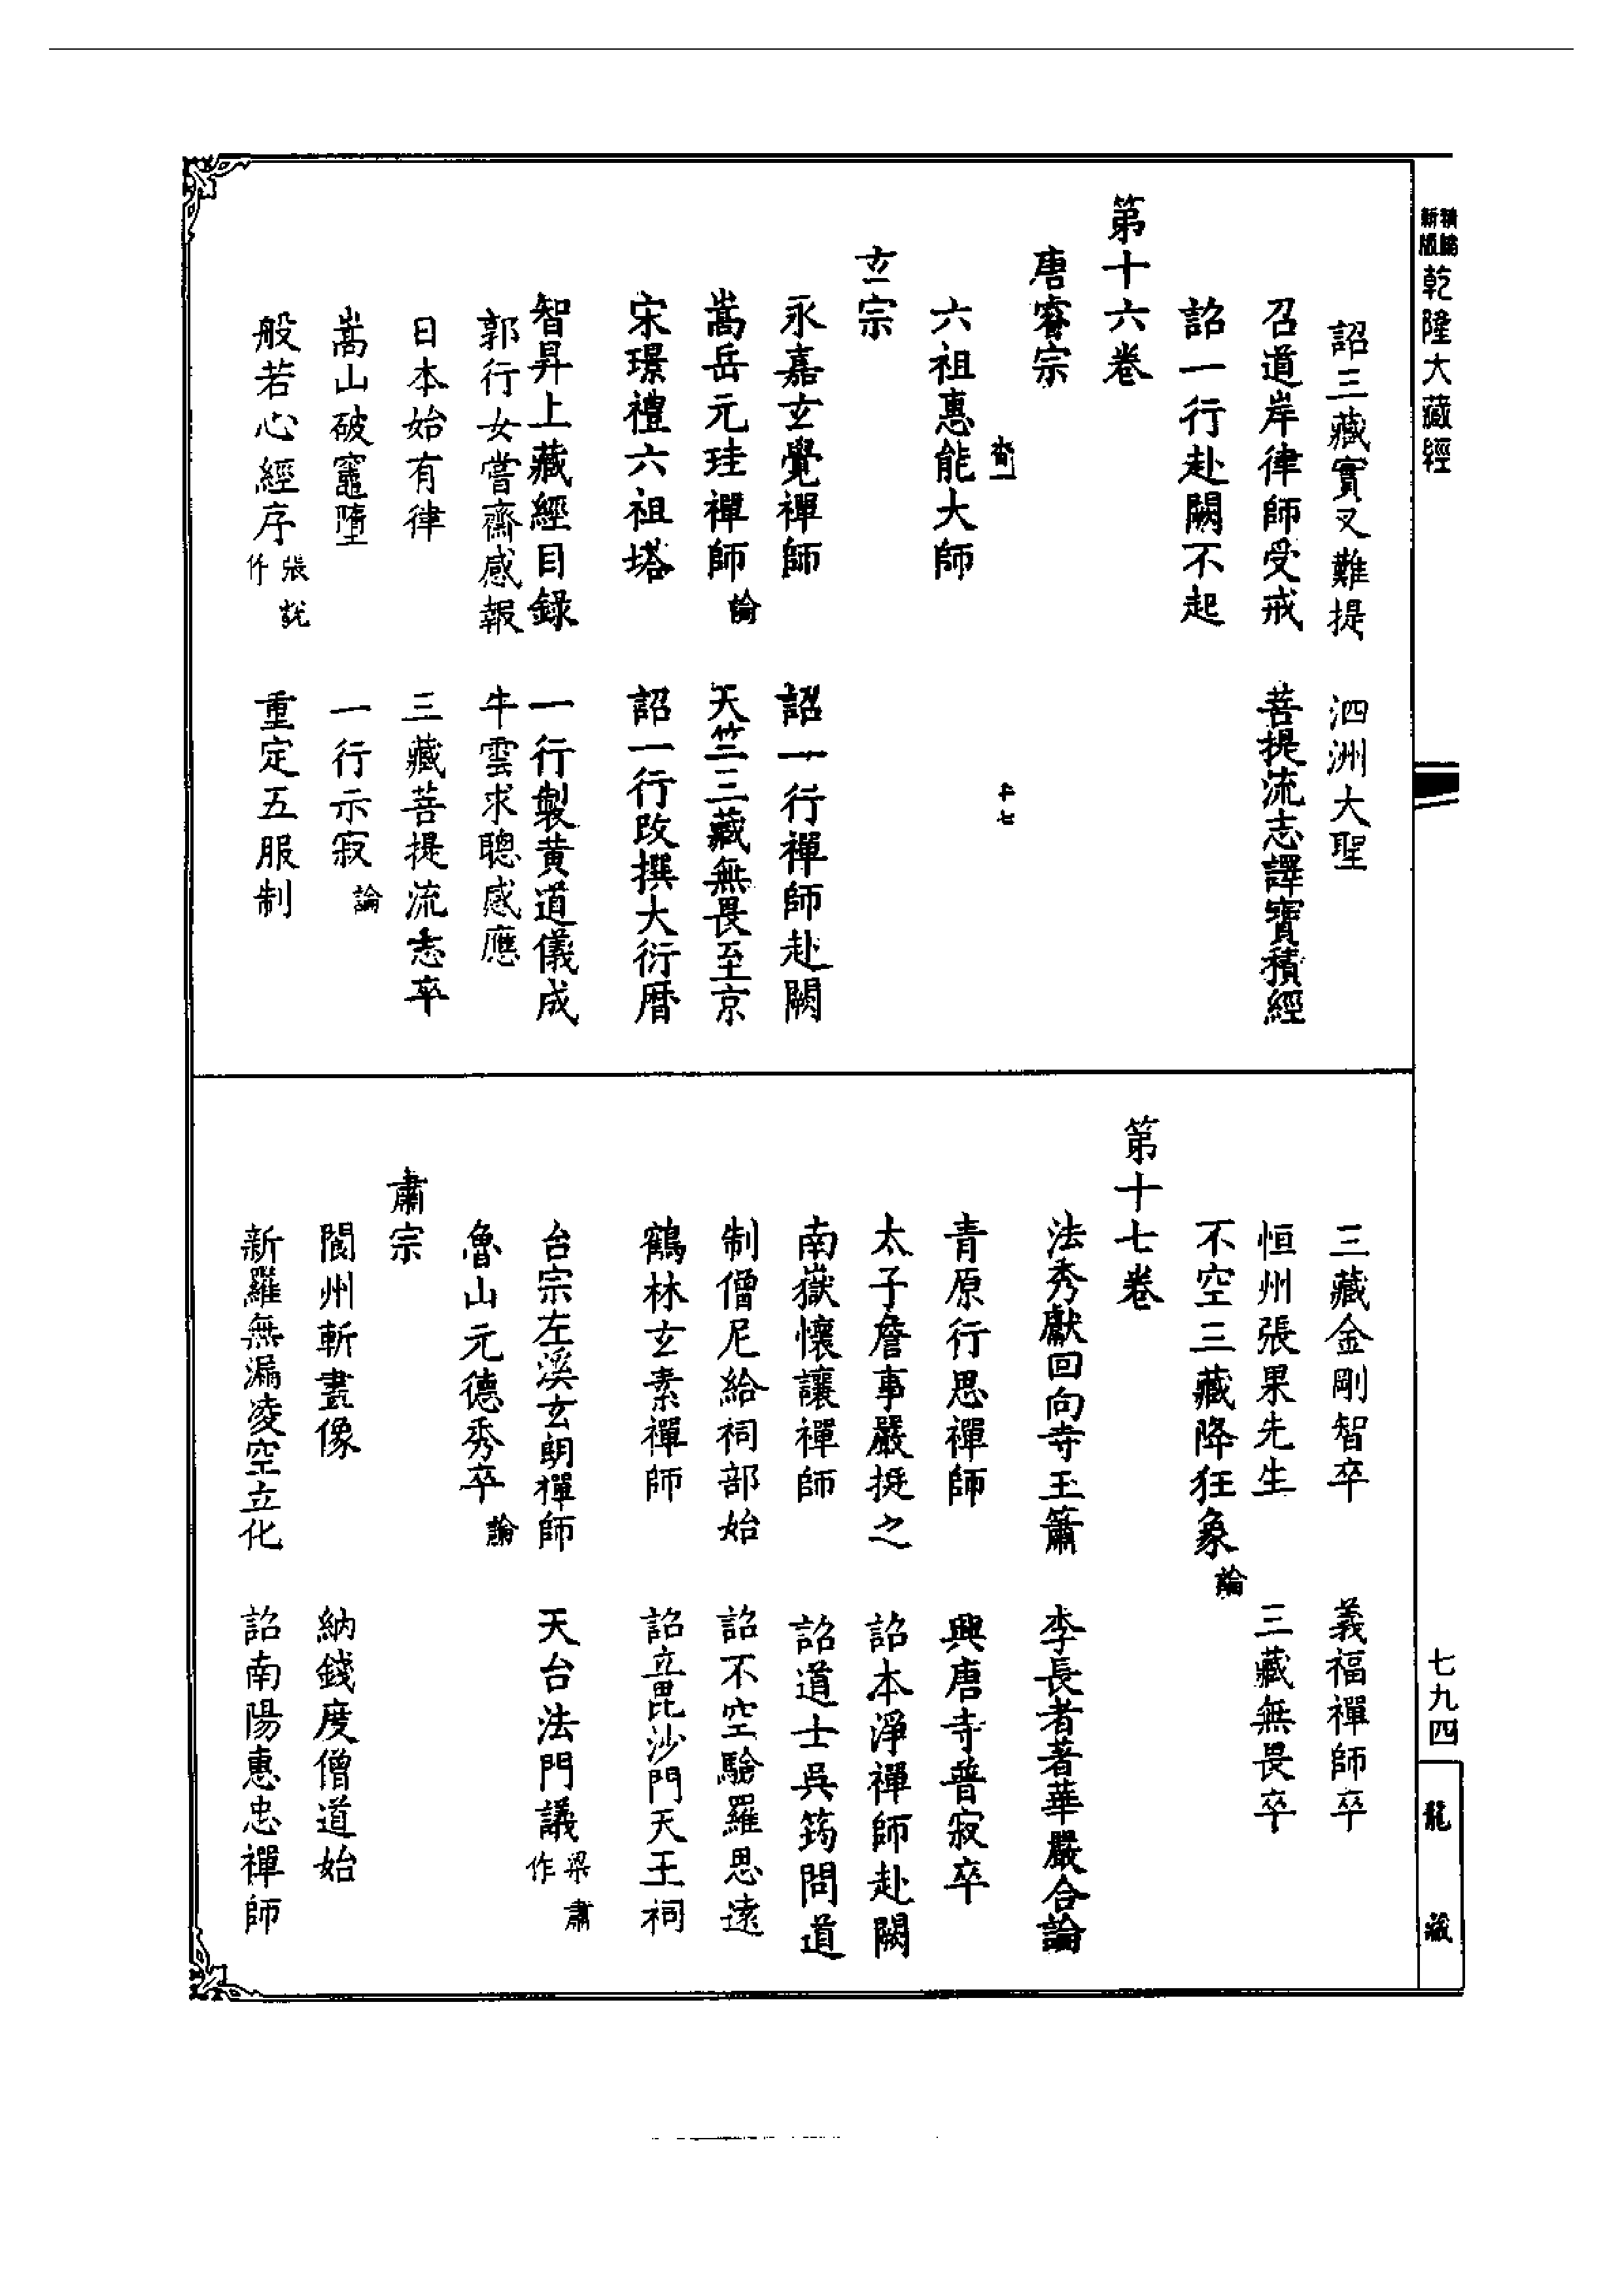 新編
縮版
乾隆大藏經
詔三藏實叉難提　泗洲大聖
召道岸律師受戒　菩提流志譯寶積經
詔一行赴闕不起
第十六卷
唐睿宗
十七
六祖惠能大師
玄宗
永嘉玄覺禪師　詔一行禪師赴闕
嵩岳元珪禪師論　天竺三藏無畏至京
宋璟禮六祖塔　詔一行改撰大衍曆
智昇上藏經目錄　一行製黄道儀成
郭行女嘗齋感報　牛雲求聰感應
日本始有律　三藏菩提流志卒
嵩山破竈墮　一行示寂論
般若心經序張說作　重定五服制
三藏金剛智卒　義福禪師卒
恒州張果先生　三藏無畏卒
不空三藏降狂象論
第十七卷
法秀獻回向寺玉簫　李長者著華嚴合論
青原行思禪師　興唐寺普寂卒
太子詹事嚴挺之　詔本淨禪師赴闕
南嶽懷讓禪師　詔道士吳筠問道
制僧尼給祠部始　詔不空驗羅思遠
鶴林玄素禪師　詔立毘沙門天王祠
台宗左溪玄朗禪師　天台法門議梁肅作
魯山元德秀卒論
肅宗
閬州斬畫像　納錢度僧道始
新羅無漏凌空立化　詔南陽惠忠禪師
七九四
龍藏